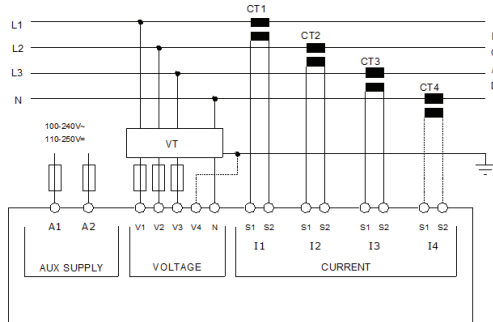 CT1
L1
CT2
L2
CT3
L3
CT4
N
100-240V~
110-250V=
VT
A1 A2 V1 V2 V3 V4 N S1 S2 S1 S2 S1 S2 S1 S2
I1 I2 I3 I4
AUX SUPPLY VOLTAGE CURRENT